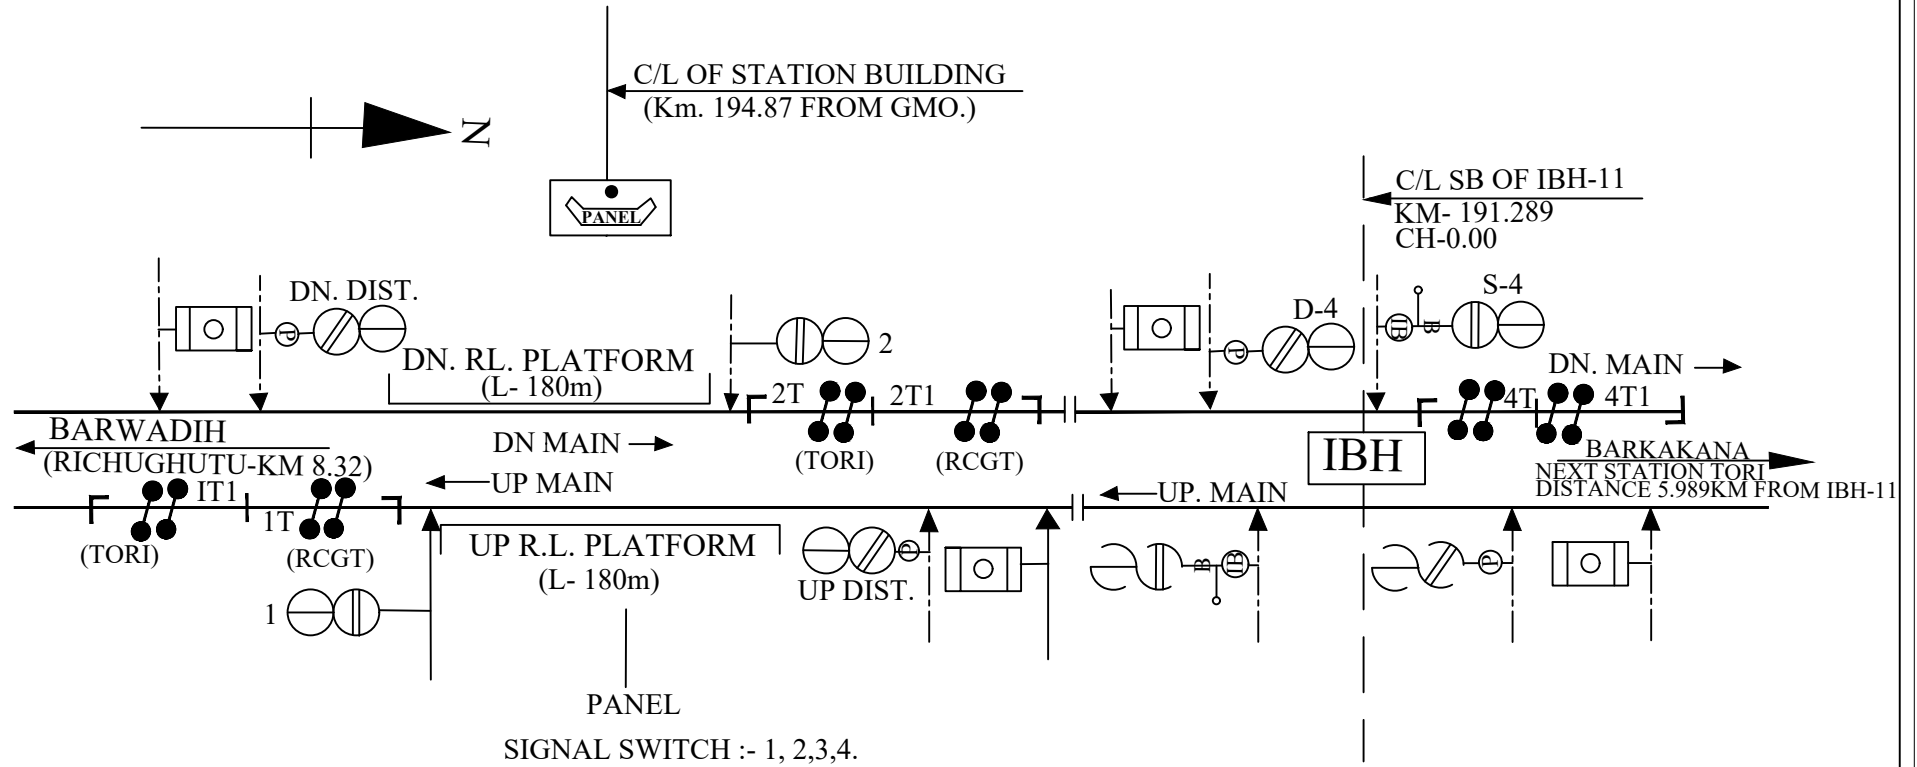 C/L OF STATION BUILDING
(Km. 194.87 FROM GMO.)
N
PANEL
C/L SB OF IBH-11
KM- 191.289
CH-0.00
DN. DIST.
P
DN. RL. PLATFORM
(L- 180m)
2
D-4
P
S-4
IB
B
DN. MAIN
2T
2T1
4T
4T1
BARWADIH
(RICHUGHUTU-KM 8.32)
DN MAIN
UP MAIN
(TORI)
(RCGT)
IBH
BARKAKANA
NEXT STATION TORI
DISTANCE 5.989KM FROM IBH-11
UP. MAIN
IT1
1T
(TORI)
(RCGT)
UP R.L. PLATFORM
(L- 180m)
P
UP DIST.
B
IB
P
1
PANEL
SIGNAL SWITCH :- 1, 2,3,4.